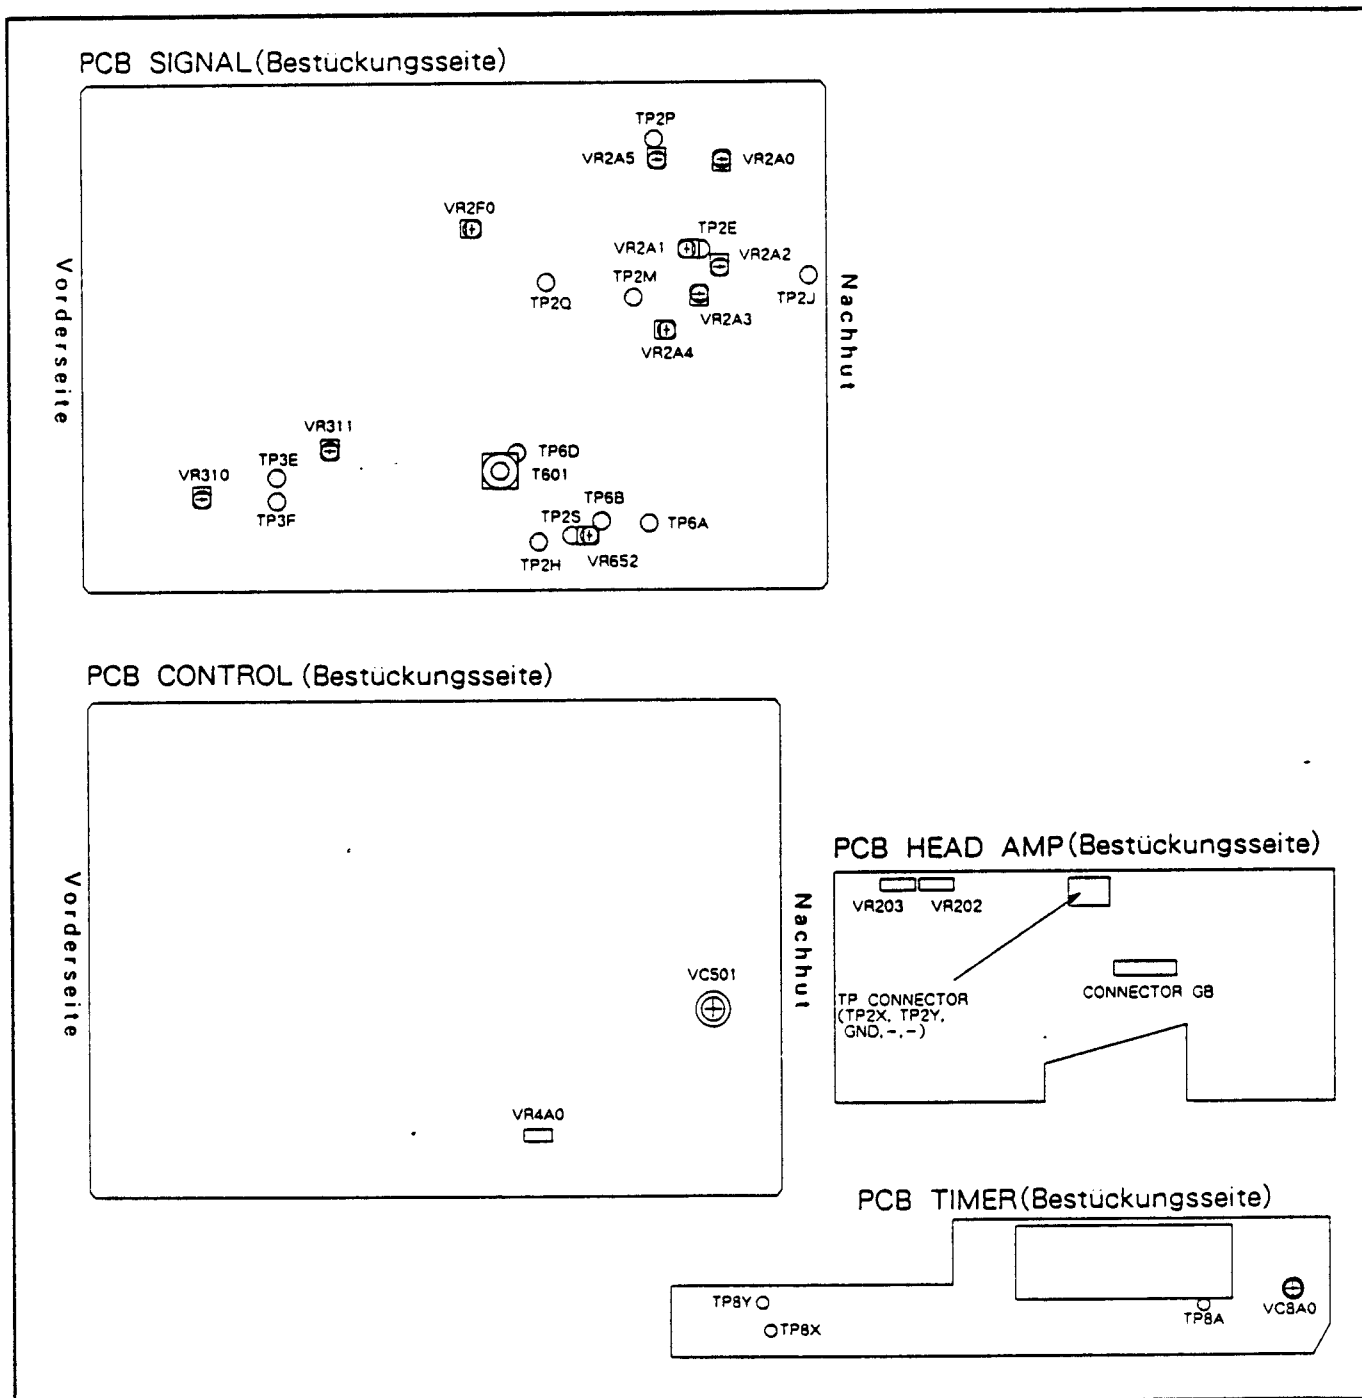 PCB SIGNAL(Bestückungsseite)
TP2P
VR2A5
VR2A0
VR2F0
VR2A1
TP2E
VR2A2
TP2Q
TP2M
TP2J
VR2A3
VR2A4
Vorderseite
Nachhut
VR311
VR310
TP3E
TP3F
TP6D
T601
TP6B
TP2S
TP6A
TP2H
VR652
PCB CONTROL (Bestückungsseite)
Vorderseite
Nachhut
VC501
VR4A0
PCB HEAD AMP(Bestückungsseite)
VR203
VR202
TP CONNECTOR
(TP2X, TP2Y,
GND,-,-)
CONNECTOR GB
PCB TIMER(Bestückungsseite)
TP8Y
TP8X
TP8A
VC8A0